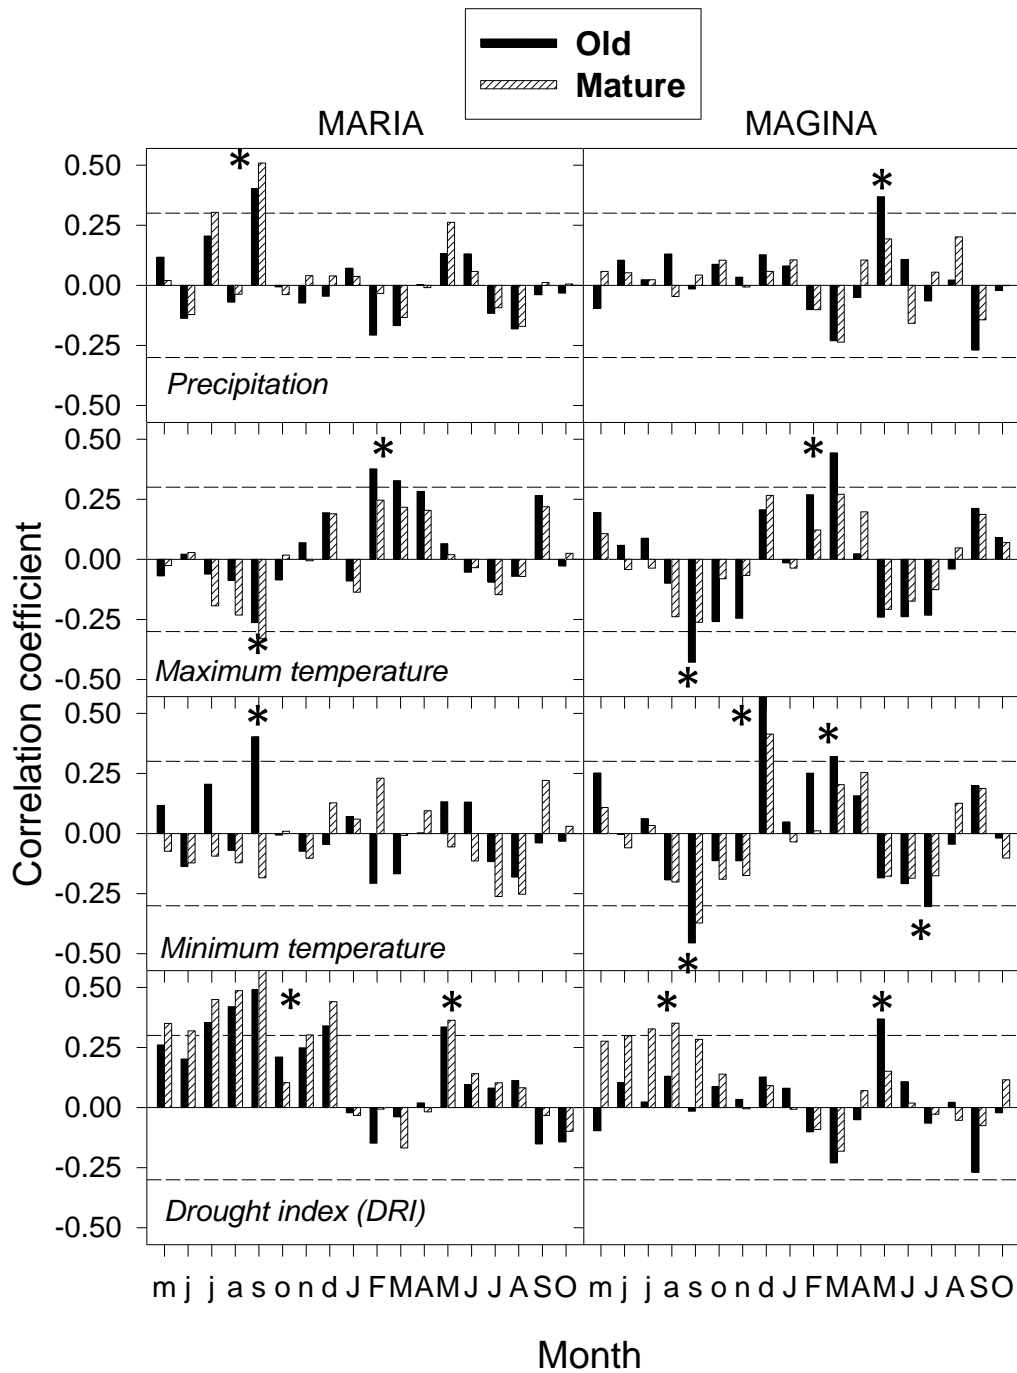 Old
Mature
MARIA MAGINA
0.50
0.25
0.00
-0.25
-0.50
Precipitation
*
*
0.50
0.25
0.00
-0.25
-0.50
Maximum temperature
* *
* *
0.50
0.25
0.00
-0.25
-0.50
Minimum temperature
* * *
* *
0.50
0.25
0.00
-0.25
-0.50
Drought index (DRI)
* * * *
Correlation coefficient
m j j a s o n d J F M A M J J A S O m j j a s o n d J F M A M J J A S O
Month